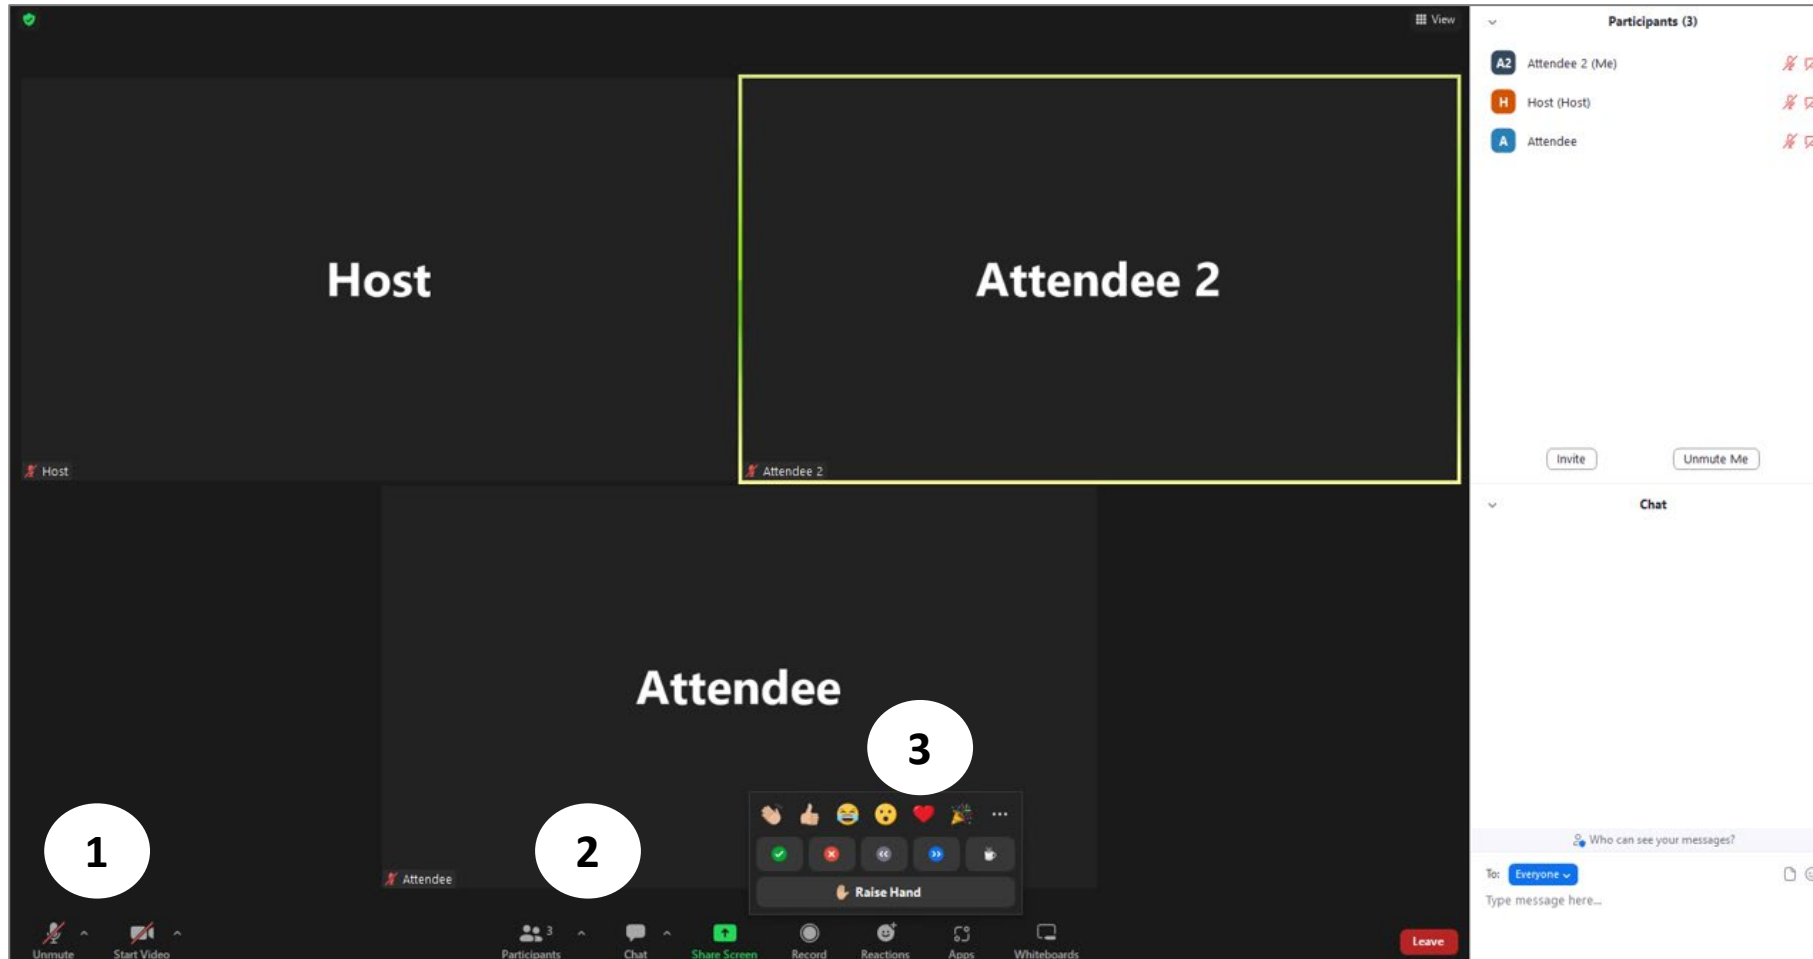 View
Participants (3)
A2 Attendee 2 (Me)
H Host (Host)
A Attendee
Host
Attendee 2
Host
Attendee 2
Invite
Unmute Me
Chat
Attendee
3
1
2
Attendee
Raise Hand
Who can see your messages?
To: Everyone
Type message here...
3
Unmute
Start Video
Participants
Chat
Share Screen
Record
Reactions
Apps
Whiteboards
Leave